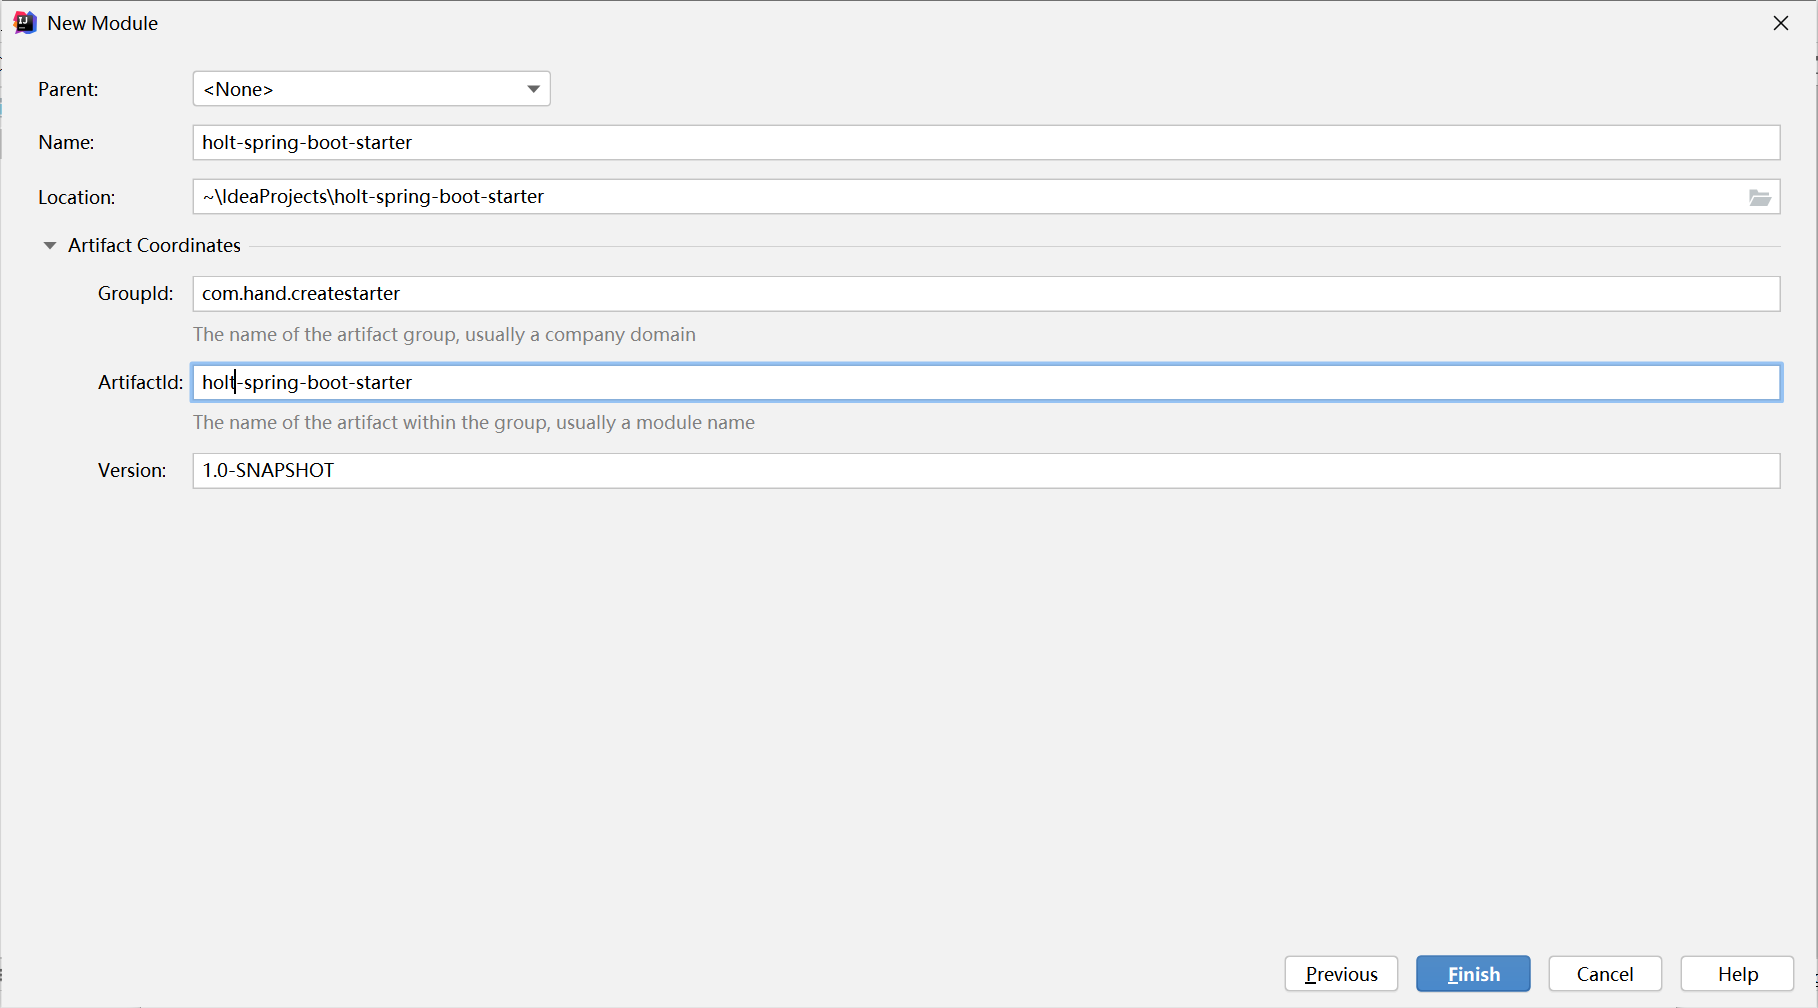 New Module
Parent: <None>
Name: holt-spring-boot-starter
Location: ~\IdeaProjects\holt-spring-boot-starter
Artifact Coordinates
GroupId: com.hand.createstarter
The name of the artifact group, usually a company domain
ArtifactId: holt-spring-boot-starter
The name of the artifact within the group, usually a module name
Version: 1.0-SNAPSHOT
Previous Finish Cancel Help